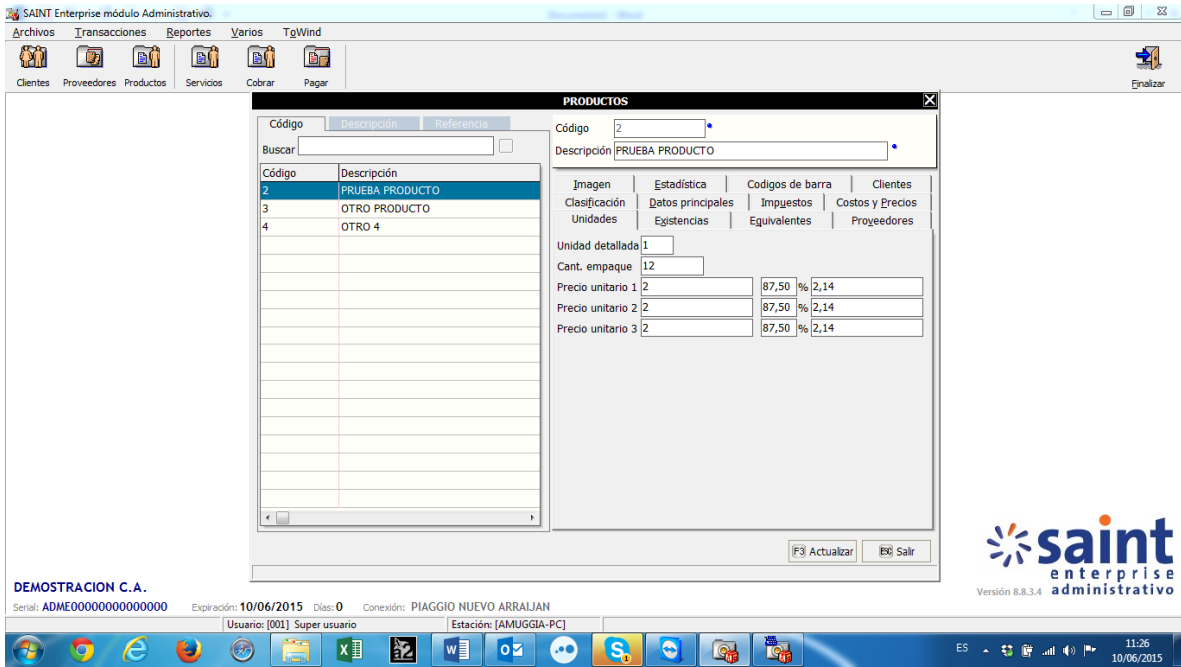 SAINT Enterprise módulo Administrativo.
Archivos Transacciones Reportes Varios ToWind
Clientes Proveedores Productos Servicios Cobrar Pagar Finalizar
PRODUCTOS
Código Descripción Referencia
Buscar
Código Descripción
2 PRUEBA PRODUCTO
3 OTRO PRODUCTO
4 OTRO 4
Código 2
Descripción PRUEBA PRODUCTO
Imagen Estadística Codigos de barra Clientes
Clasificación Datos principales Impuestos Costos y Precios
Unidades Existencias Equivalentes Proveedores
Unidad detallada 1
Cant. empaque 12
Precio unitario 1 2 87,50 % 2,14
Precio unitario 2 2 87,50 % 2,14
Precio unitario 3 2 87,50 % 2,14
F3 Actualizar ESC Salir
saint
enterprise
Versión 8.8.3.4 administrativo
DEMOSTRACION C.A.
Serial: ADME00000000000000 Expiración: 10/06/2015 Días: 0 Conexión: PIAGGIO NUEVO ARRAIJAN
Usuario: [001] Super usuario Estación: [AMUGGIA-PC]
ES 11:26
10/06/2015